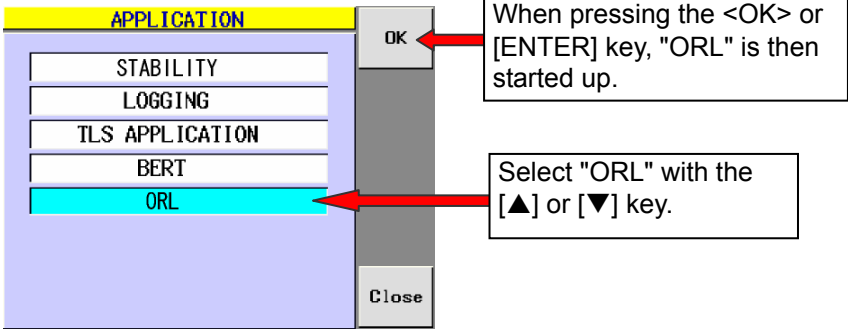 APPLICATION
OK
STABILITY
LOGGING
TLS APPLICATION
BERT
ORL
Close
When pressing the <OK> or
[ENTER] key, "ORL" is then
started up.
Select "ORL" with the
[▲] or [▼] key.